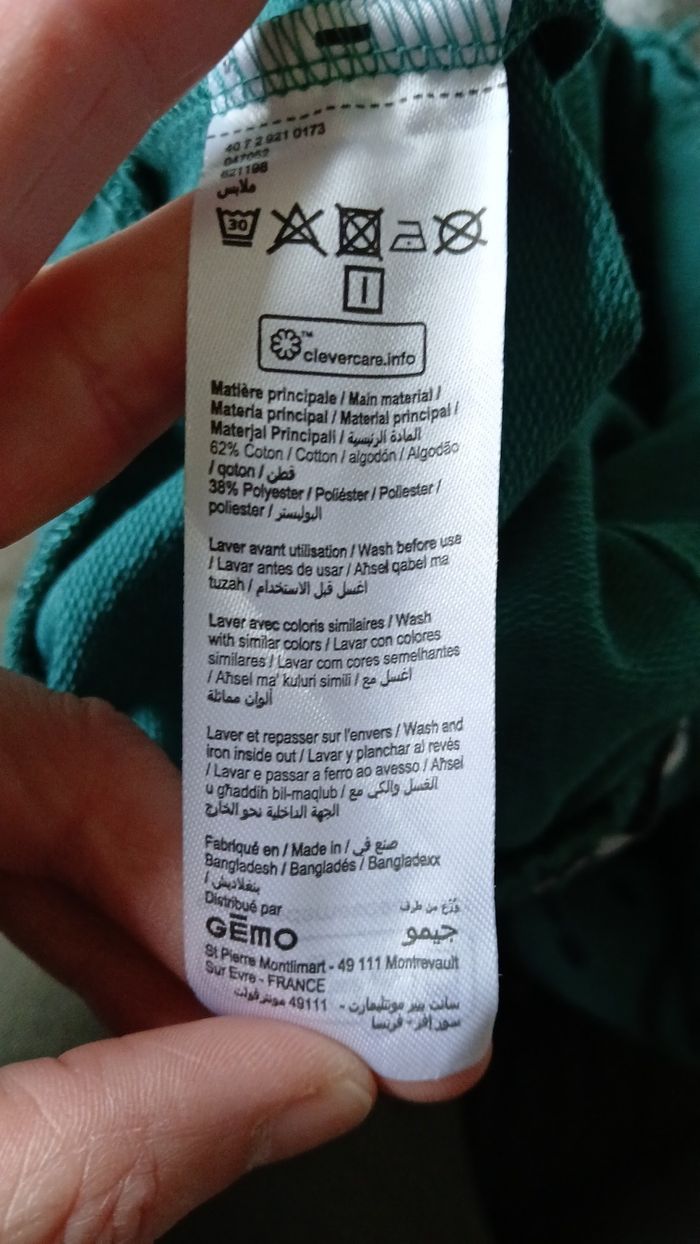 40 7 2 921 0173
047052
621198
ملابس
30
clevercare.info
Matière principale / Main material /
Materia principal / Material principal /
Materjal Principali / المادة الرئيسية
62% Coton / Cotton / algodón / Algodão
/ qoton / قطن
38% Polyester / Poliéster / Poliester /
poliester / البوليستر
Laver avant utilisation / Wash before use
/ Lavar antes de usar / Aħsel qabel ma
tuzah / اغسل قبل الاستخدام
Laver avec coloris similaires / Wash
with similar colors / Lavar con colores
similares / Lavar com cores semelhantes
/ Aħsel ma' kuluri simili / اغسل مع
ألوان مماثلة
Laver et repasser sur l'envers / Wash and
iron inside out / Lavar y planchar al revés
/ Lavar e passar a ferro ao avesso / Aħsel
u għaddih bil-maqlub / الغسل والكي مع
الجهة الداخلية نحو الخارج
Fabriqué en / Made in / صنع في
Bangladesh / Bangladés / Bangladexx
/ بنغلاديش
Distribué par وُزّع من طرف
GĒMO جيمو
St Pierre Montlimart - 49 111 Montrevault
Sur Evre - FRANCE
سانت بيير مونتليمارت - 49111 مونترفولت
سور إفر - فرنسا